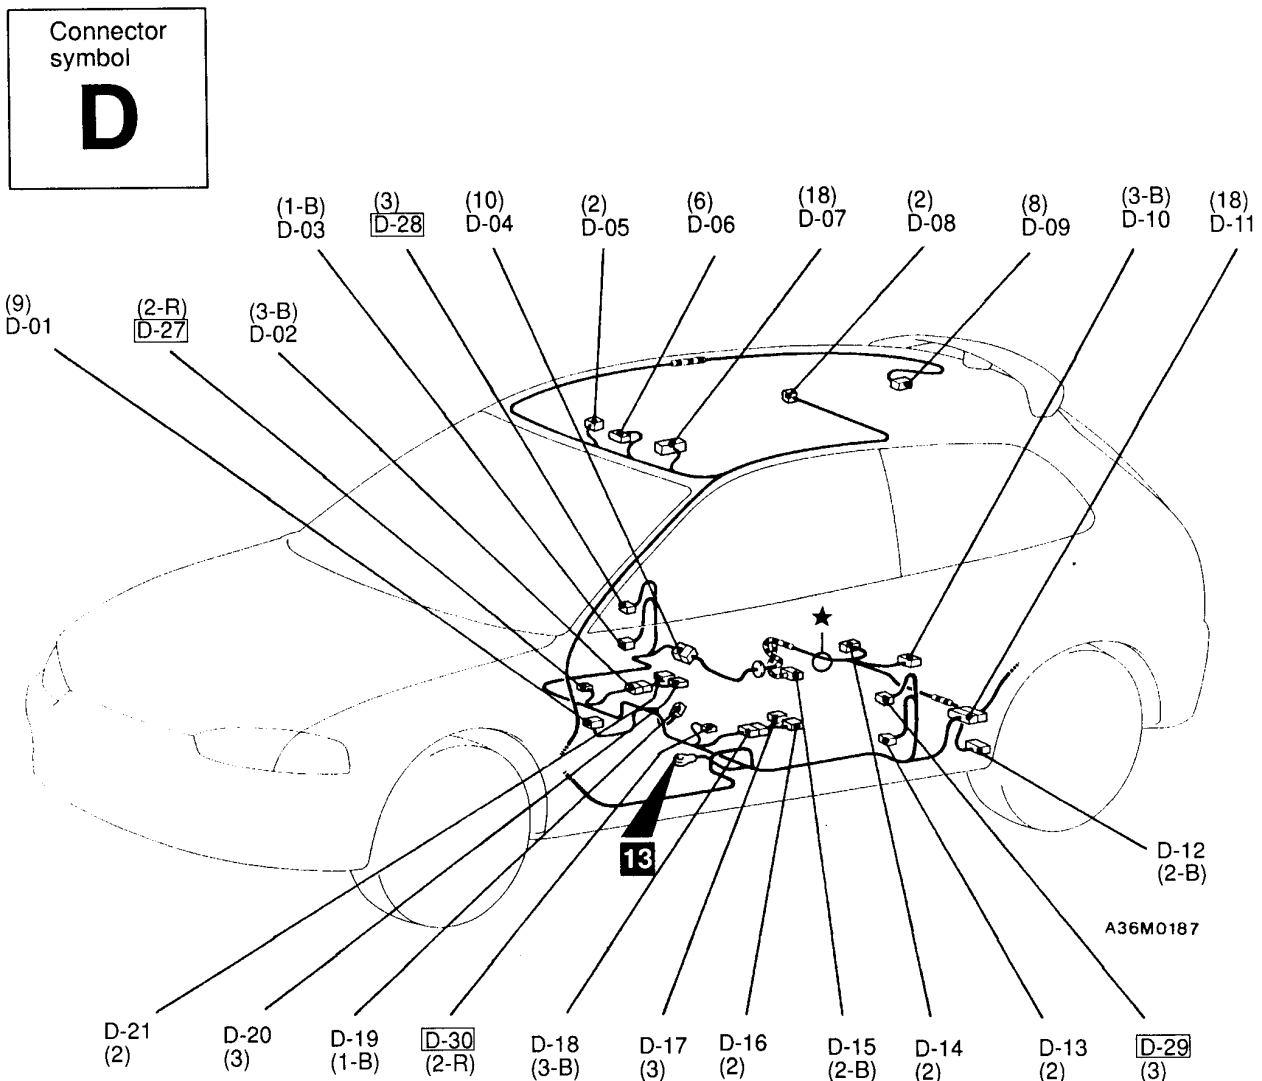 Connector
symbol
D
(1-B)
D-03
(3)
D-28
(10)
D-04
(2)
D-05
(6)
D-06
(18)
D-07
(2)
D-08
(8)
D-09
(3-B)
D-10
(18)
D-11
(9)
D-01
(2-R)
D-27
(3-B)
D-02
★
13
D-12
(2-B)
A36M0187
D-21
(2)
D-20
(3)
D-19
(1-B)
D-30
(2-R)
D-18
(3-B)
D-17
(3)
D-16
(2)
D-15
(2-B)
D-14
(2)
D-13
(2)
D-29
(3)